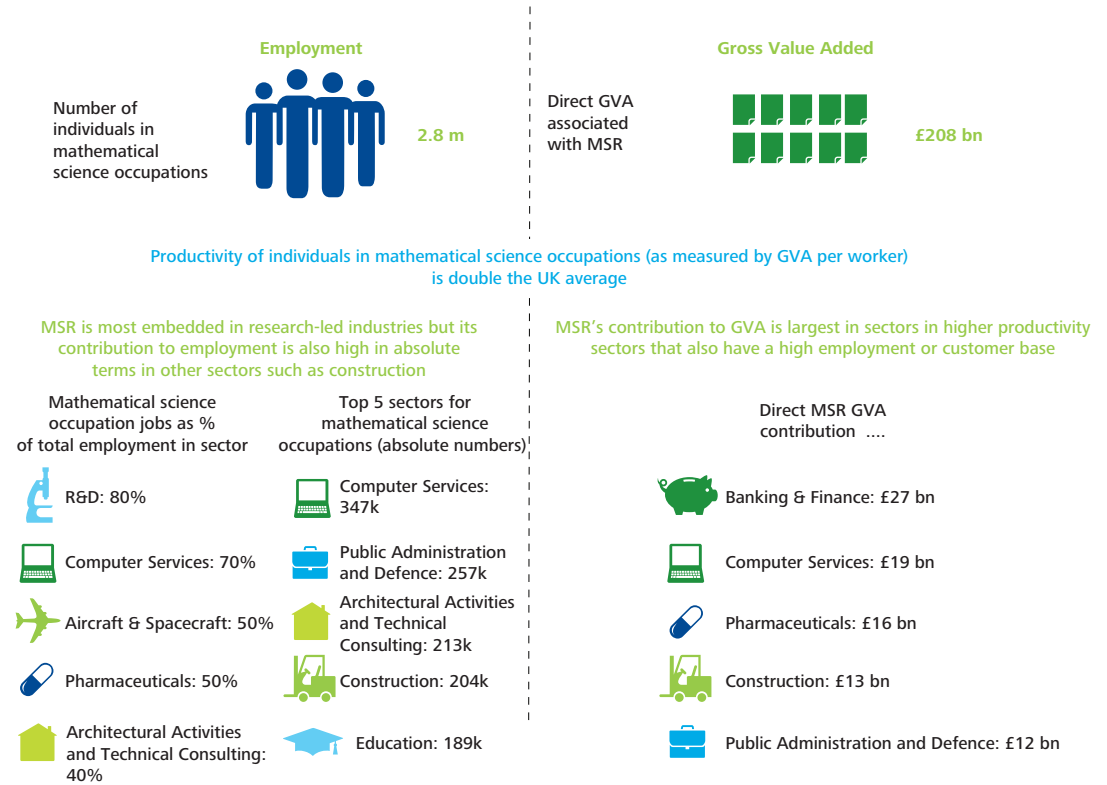 Employment
Number of
individuals in
mathematical
science occupations
2.8 m
Gross Value Added
Direct GVA
associated
with MSR
£208 bn
Productivity of individuals in mathematical science occupations (as measured by GVA per worker)
is double the UK average
MSR is most embedded in research-led industries but its
contribution to employment is also high in absolute
terms in other sectors such as construction
Mathematical science
occupation jobs as %
of total employment in sector
R&D: 80%
Computer Services: 70%
Aircraft & Spacecraft: 50%
Pharmaceuticals: 50%
Architectural Activities
and Technical Consulting:
40%
Top 5 sectors for
mathematical science
occupations (absolute numbers)
Computer Services:
347k
Public Administration
and Defence: 257k
Architectural Activities
and Technical
Consulting: 213k
Construction: 204k
Education: 189k
MSR's contribution to GVA is largest in sectors in higher productivity
sectors that also have a high employment or customer base
Direct MSR GVA
contribution ....
Banking & Finance: £27 bn
Computer Services: £19 bn
Pharmaceuticals: £16 bn
Construction: £13 bn
Public Administration and Defence: £12 bn